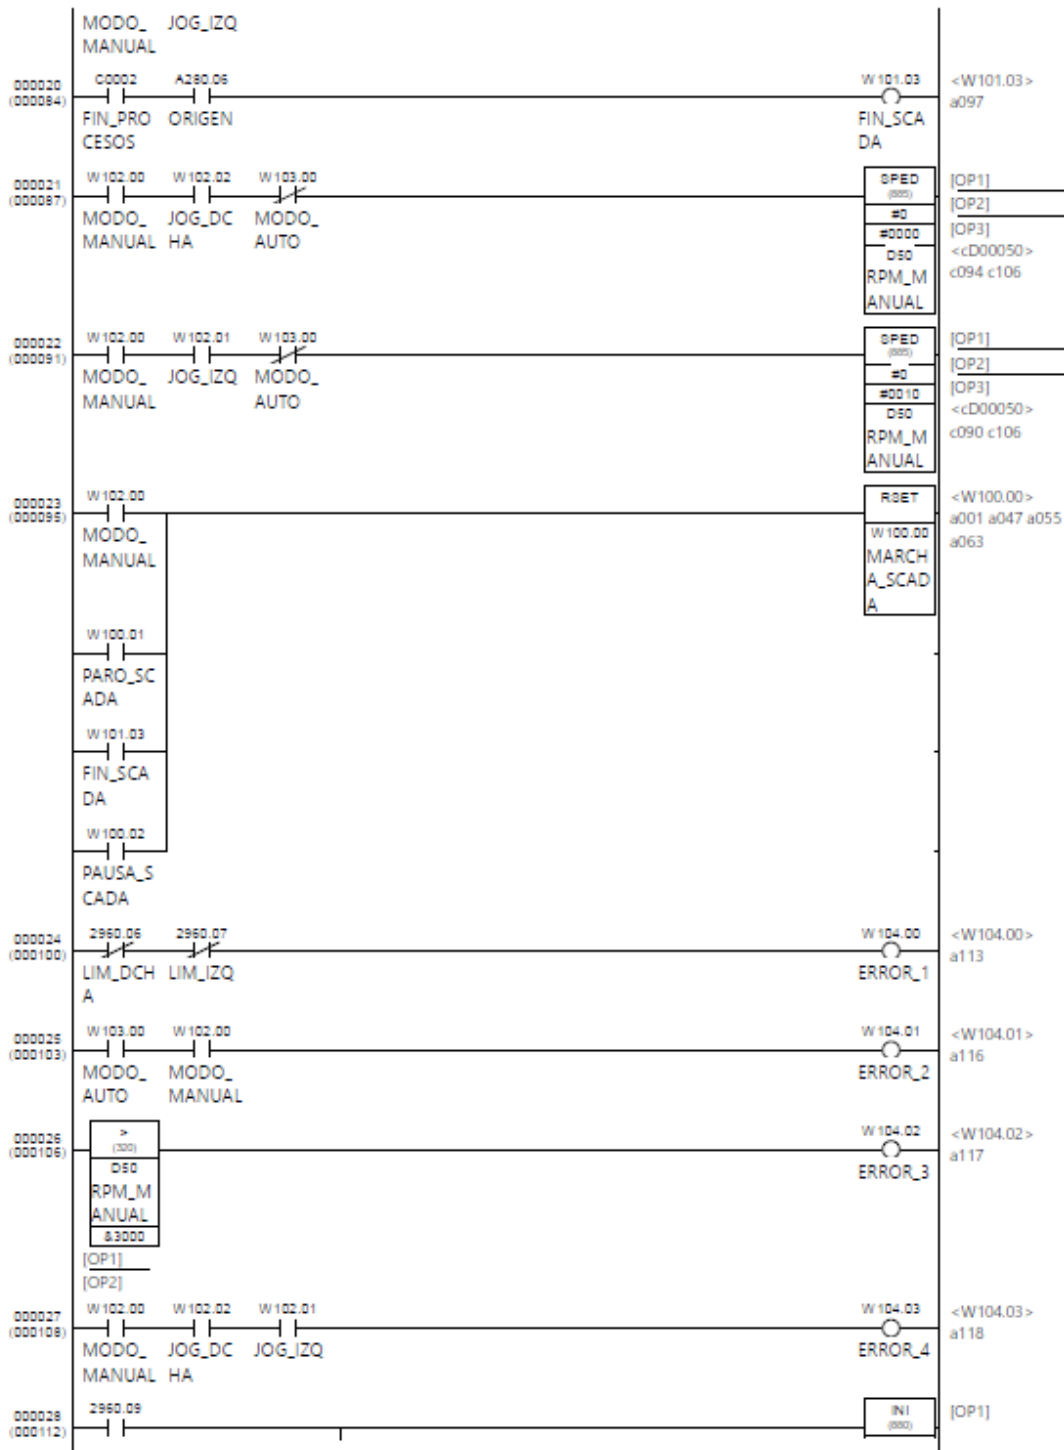 MODO_ JOG_IZQ
MANUAL
000020 C0002 A280.06 W101.03 <W101.03>
(000084) a097
FIN_PRO ORIGEN FIN_SCA
CESOS DA
000021 W102.00 W102.02 W103.00 SPED [OP1]
(000087) (885) [OP2]
MODO_ JOG_DC MODO_ #0 [OP3]
MANUAL HA AUTO #0000 <cD00050>
D50 c094 c106
RPM_M
ANUAL
000022 W102.00 W102.01 W103.00 SPED [OP1]
(000091) (885) [OP2]
MODO_ JOG_IZQ MODO_ #0 [OP3]
MANUAL AUTO #0010 <cD00050>
D50 c090 c106
RPM_M
ANUAL
000023 W102.00 RSET <W100.00>
(000095) a001 a047 a055
MODO_ W100.00 a063
MANUAL MARCH
A_SCAD
A
W100.01
PARO_SC
ADA
W101.03
FIN_SCA
DA
W100.02
PAUSA_S
CADA
000024 2960.06 2960.07 W104.00 <W104.00>
(000100) a113
LIM_DCH LIM_IZQ ERROR_1
A
000025 W103.00 W102.00 W104.01 <W104.01>
(000103) a116
MODO_ MODO_ ERROR_2
AUTO MANUAL
000026 > W104.02 <W104.02>
(000106) (320) a117
D50 ERROR_3
RPM_M
ANUAL
&3000
[OP1]
[OP2]
000027 W102.00 W102.02 W102.01 W104.03 <W104.03>
(000108) a118
MODO_ JOG_DC JOG_IZQ ERROR_4
MANUAL HA
000028 2960.09 INI [OP1]
(000112) (880)